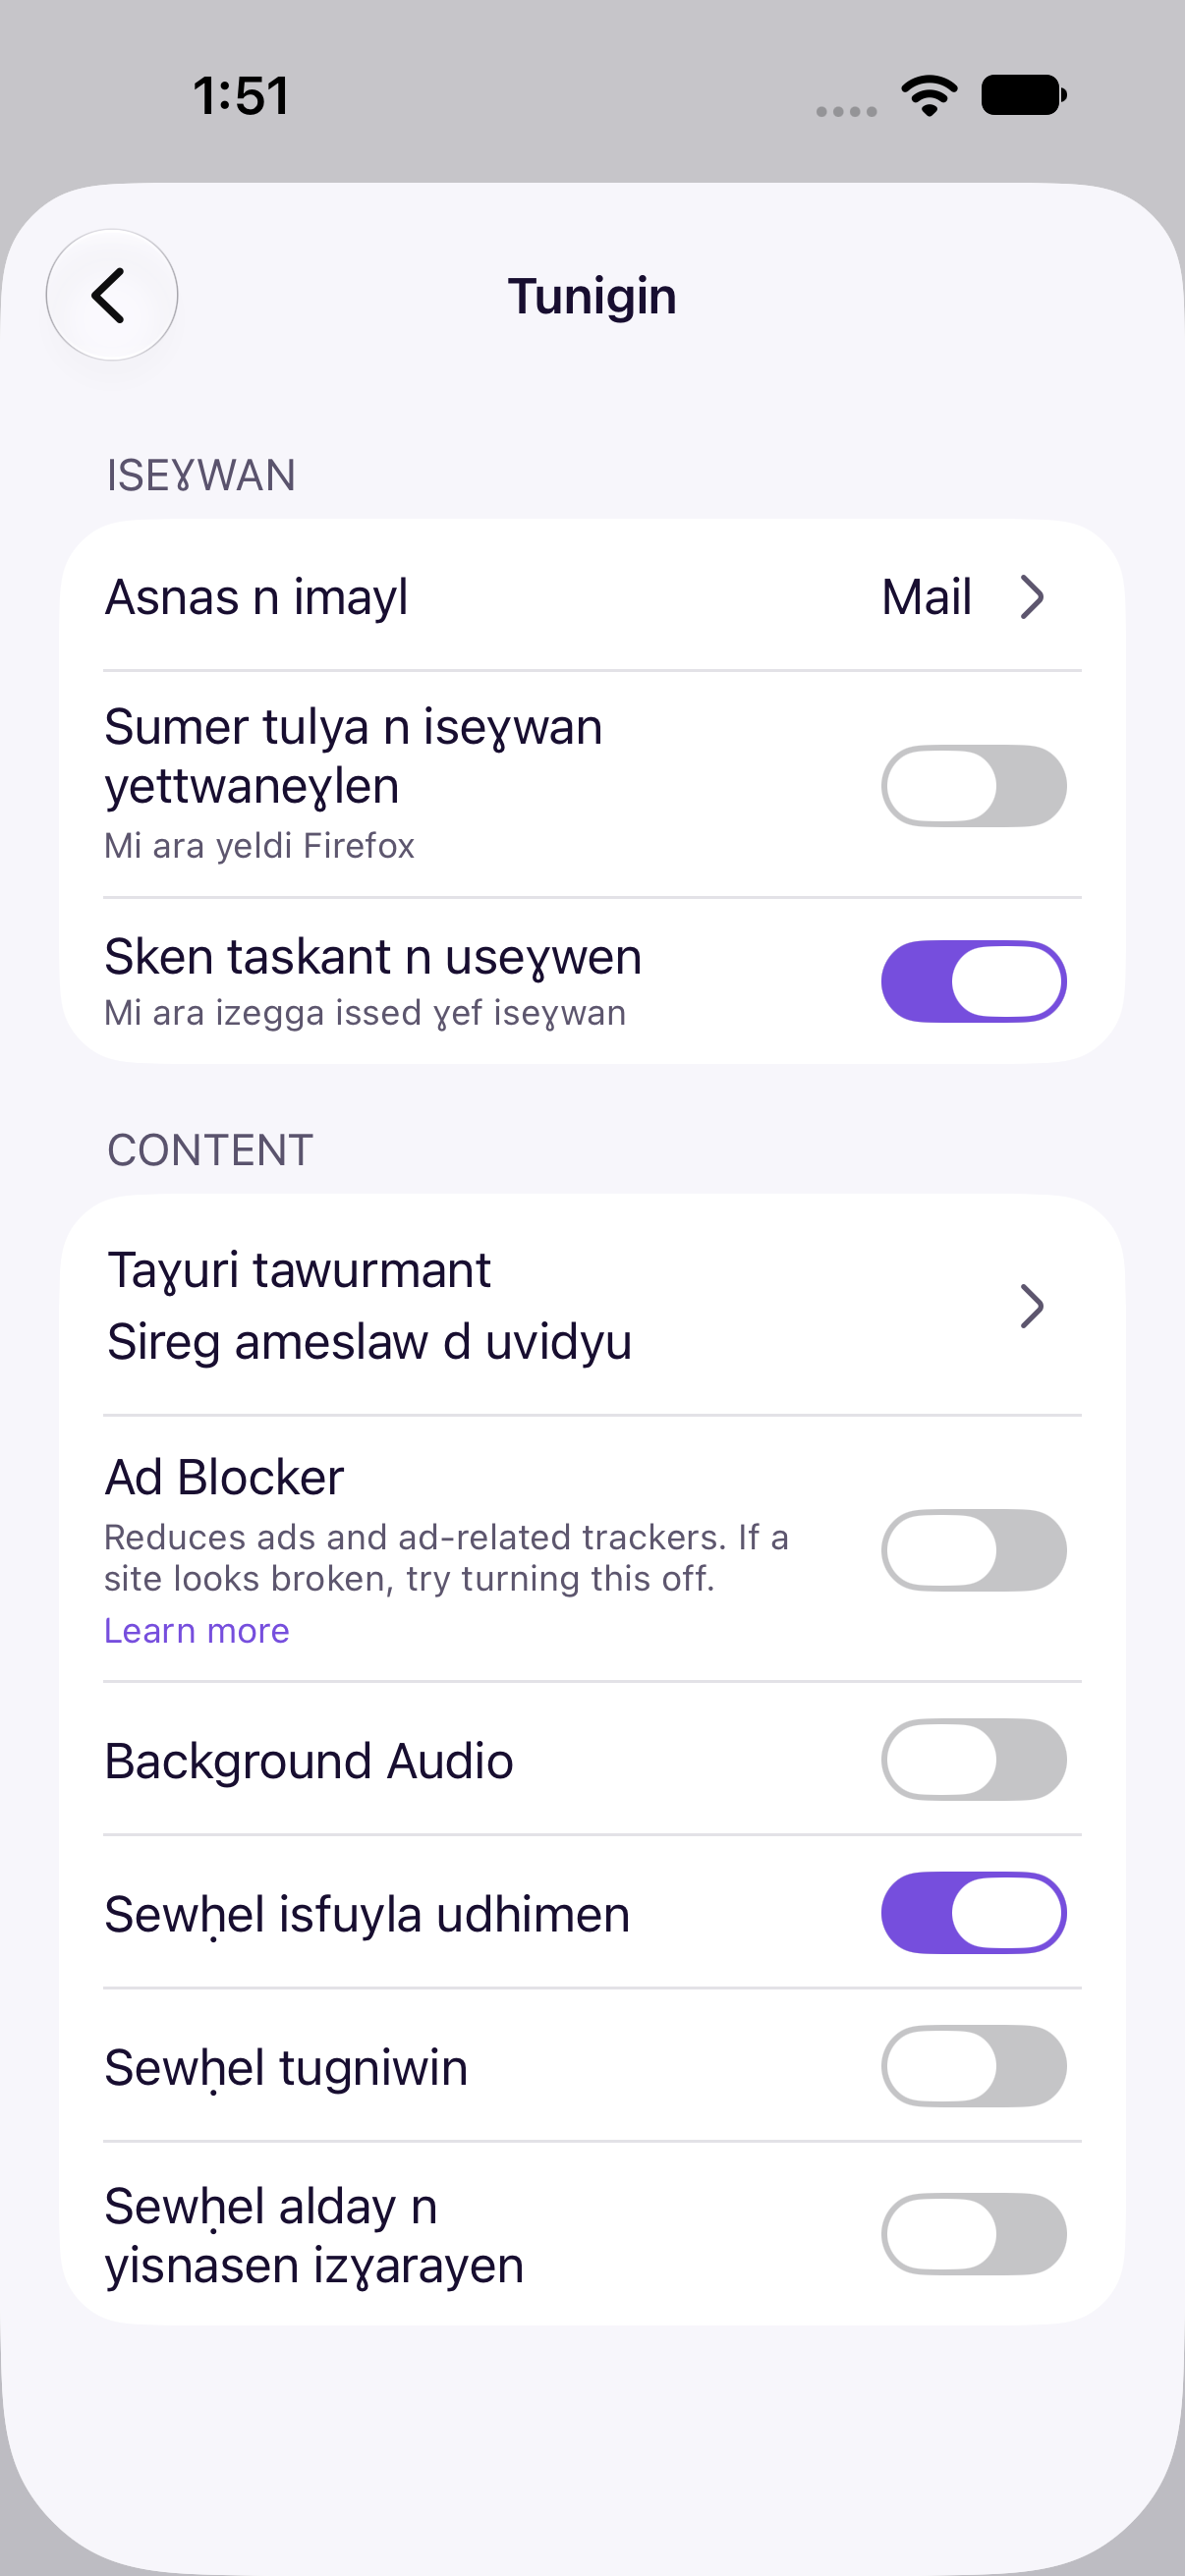 1:51
Tunigin
ISEƔWAN
Asnas n imayl
Mail
Sumer tulya n iseɣwan
yettwaneɣlen
Mi ara yeldi Firefox
Sken taskant n useɣwen
Mi ara izegga issed ɣef iseɣwan
CONTENT
Taɣuri tawurmant
Sireg ameslaw d uvidyu
Ad Blocker
Reduces ads and ad-related trackers. If a
site looks broken, try turning this off.
Learn more
Background Audio
Sewḥel isfuyla udhimen
Sewḥel tugniwin
Sewḥel alday n
yisnasen izɣarayen